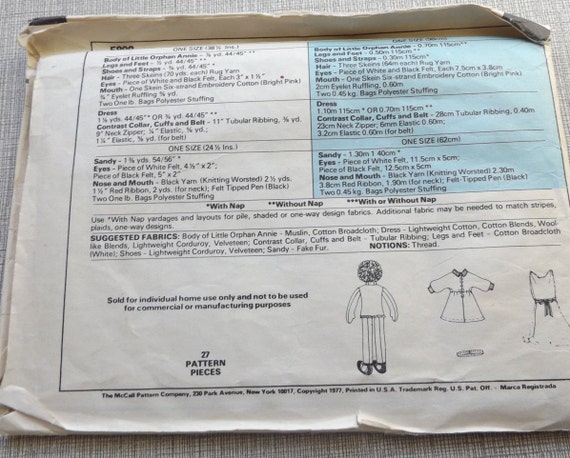 5909 ONE SIZE (38½ Ins.)
Body of Little Orphan Annie - ¾ yd. 44/45" **
Legs and Feet - ½ yd. 44/45" **
Shoes and Straps - ⅜ yd. 44/45" **
Hair - Three Skeins (70 yds. each) Rug Yarn
Eyes - Piece of White and Black Felt, Each 3" x 1½" *
Mouth - One Skein Six-strand Embroidery Cotton (Bright Pink)
¾" Eyelet Ruffling ⅝ yd.
Two One lb. Bags Polyester Stuffing
Dress
1⅛ yds. 44/45" OR ¾ yd. 44/45" **
Contrast Collar, Cuffs and Belt - 11" Tubular Ribbing, ⅜ yd.
9" Neck Zipper; ¼" Elastic, ⅝ yd.;
1¼" Elastic, ⅝ yd. (for belt)
ONE SIZE (24½ Ins.)
Sandy - 1⅜ yds. 54/56" *
Eyes - Piece of White Felt, 4½" x 2";
Piece of Black Felt, 5" x 2"
Nose and Mouth - Black Yarn (Knitting Worsted) 2½ yds.
1½" Red Ribbon, 2 yds. (for neck); Felt Tipped Pen (Black)
Two One lb. Bags Polyester Stuffing
ONE SIZE (98cm)
Body of Little Orphan Annie - 0.70m 115cm**
Legs and Feet - 0.50m 115cm**
Shoes and Straps - 0.30m 115cm**
Hair - Three Skeins (64m each) Rug Yarn
Eyes - Piece of White and Black Felt, Each 7.5cm x 3.8cm
Mouth - One Skein Six-strand Embroidery Cotton (Bright Pink)
2cm Eyelet Ruffling, 0.60m
Two 0.45 kg. Bags Polyester Stuffing
Dress
1.10m 115cm * OR 0.70m 115cm **
Contrast Collar, Cuffs and Belt - 28cm Tubular Ribbing, 0.40m
23cm Neck Zipper; 6mm Elastic 0.60m;
3.2cm Elastic 0.60m (for belt)
ONE SIZE (62cm)
Sandy - 1.30m 140cm *
Eyes - Piece of White Felt, 11.5cm x 5cm;
Piece of Black Felt, 12.5cm x 5cm
Nose and Mouth - Black Yarn (Knitting Worsted) 2.30m
3.8cm Red Ribbon, 1.90m (for neck); Felt-Tipped Pen (Black)
Two 0.45 kg. Bags Polyester Stuffing
*With Nap **Without Nap ***With or Without Nap
Use *With Nap yardages and layouts for pile, shaded or one-way design fabrics. Additional fabric may be needed to match stripes,
plaids, one-way designs.
SUGGESTED FABRICS: Body of Little Orphan Annie - Muslin, Cotton Broadcloth; Dress - Lightweight Cotton, Cotton Blends, Wool-
like Blends, Lightweight Corduroy, Velveteen; Contrast Collar, Cuffs and Belt - Tubular Ribbing; Legs and Feet - Cotton Broadcloth
(White); Shoes - Lightweight Corduroy, Velveteen; Sandy - Fake Fur. NOTIONS: Thread.
Sold for individual home use only and not to be used
for commercial or manufacturing purposes
27
PATTERN
PIECES
The McCall Pattern Company, 230 Park Avenue, New York 10017, Copyright 1977, Printed in U.S.A. Trademark Reg. U.S. Pat. Off. - Marca Registrada